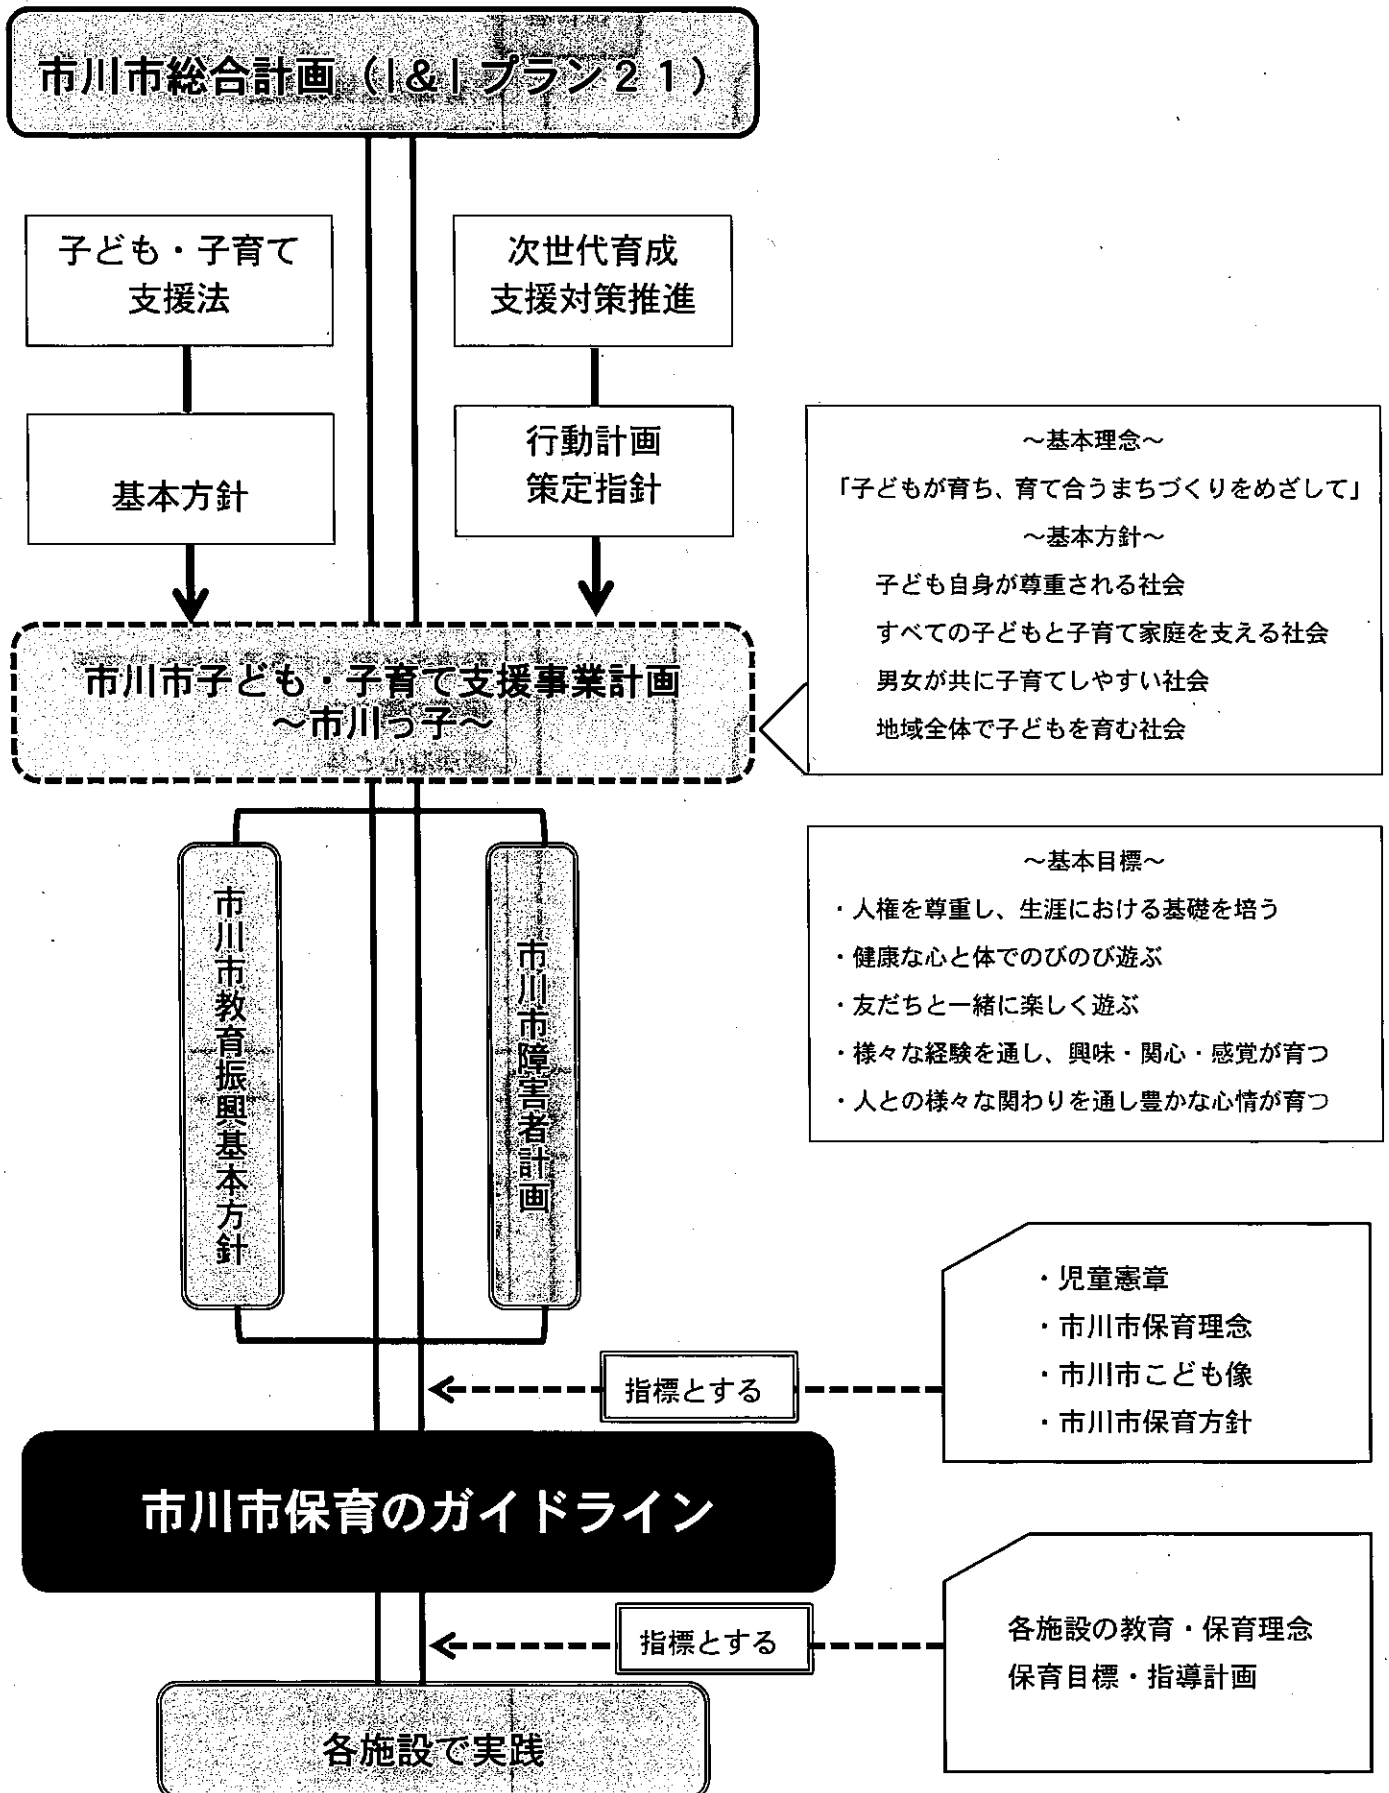 市川市総合計画（I&Iプラン２１）
子ども・子育て
支援法
次世代育成
支援対策推進
基本方針
行動計画
策定指針
～基本理念～
「子どもが育ち、育て合うまちづくりをめざして」
～基本方針～
子ども自身が尊重される社会
すべての子どもと子育て家庭を支える社会
男女が共に子育てしやすい社会
地域全体で子どもを育む社会
市川市子ども・子育て支援事業計画
～市川っ子～
～基本目標～
・人権を尊重し、生涯における基礎を培う
・健康な心と体でのびのび遊ぶ
・友だちと一緒に楽しく遊ぶ
・様々な経験を通し、興味・関心・感覚が育つ
・人との様々な関わりを通し豊かな心情が育つ
市川市教育振興基本方針
市川市障害者計画
・児童憲章
・市川市保育理念
・市川市こども像
・市川市保育方針
指標とする
市川市保育のガイドライン
指標とする
各施設の教育・保育理念
保育目標・指導計画
各施設で実践